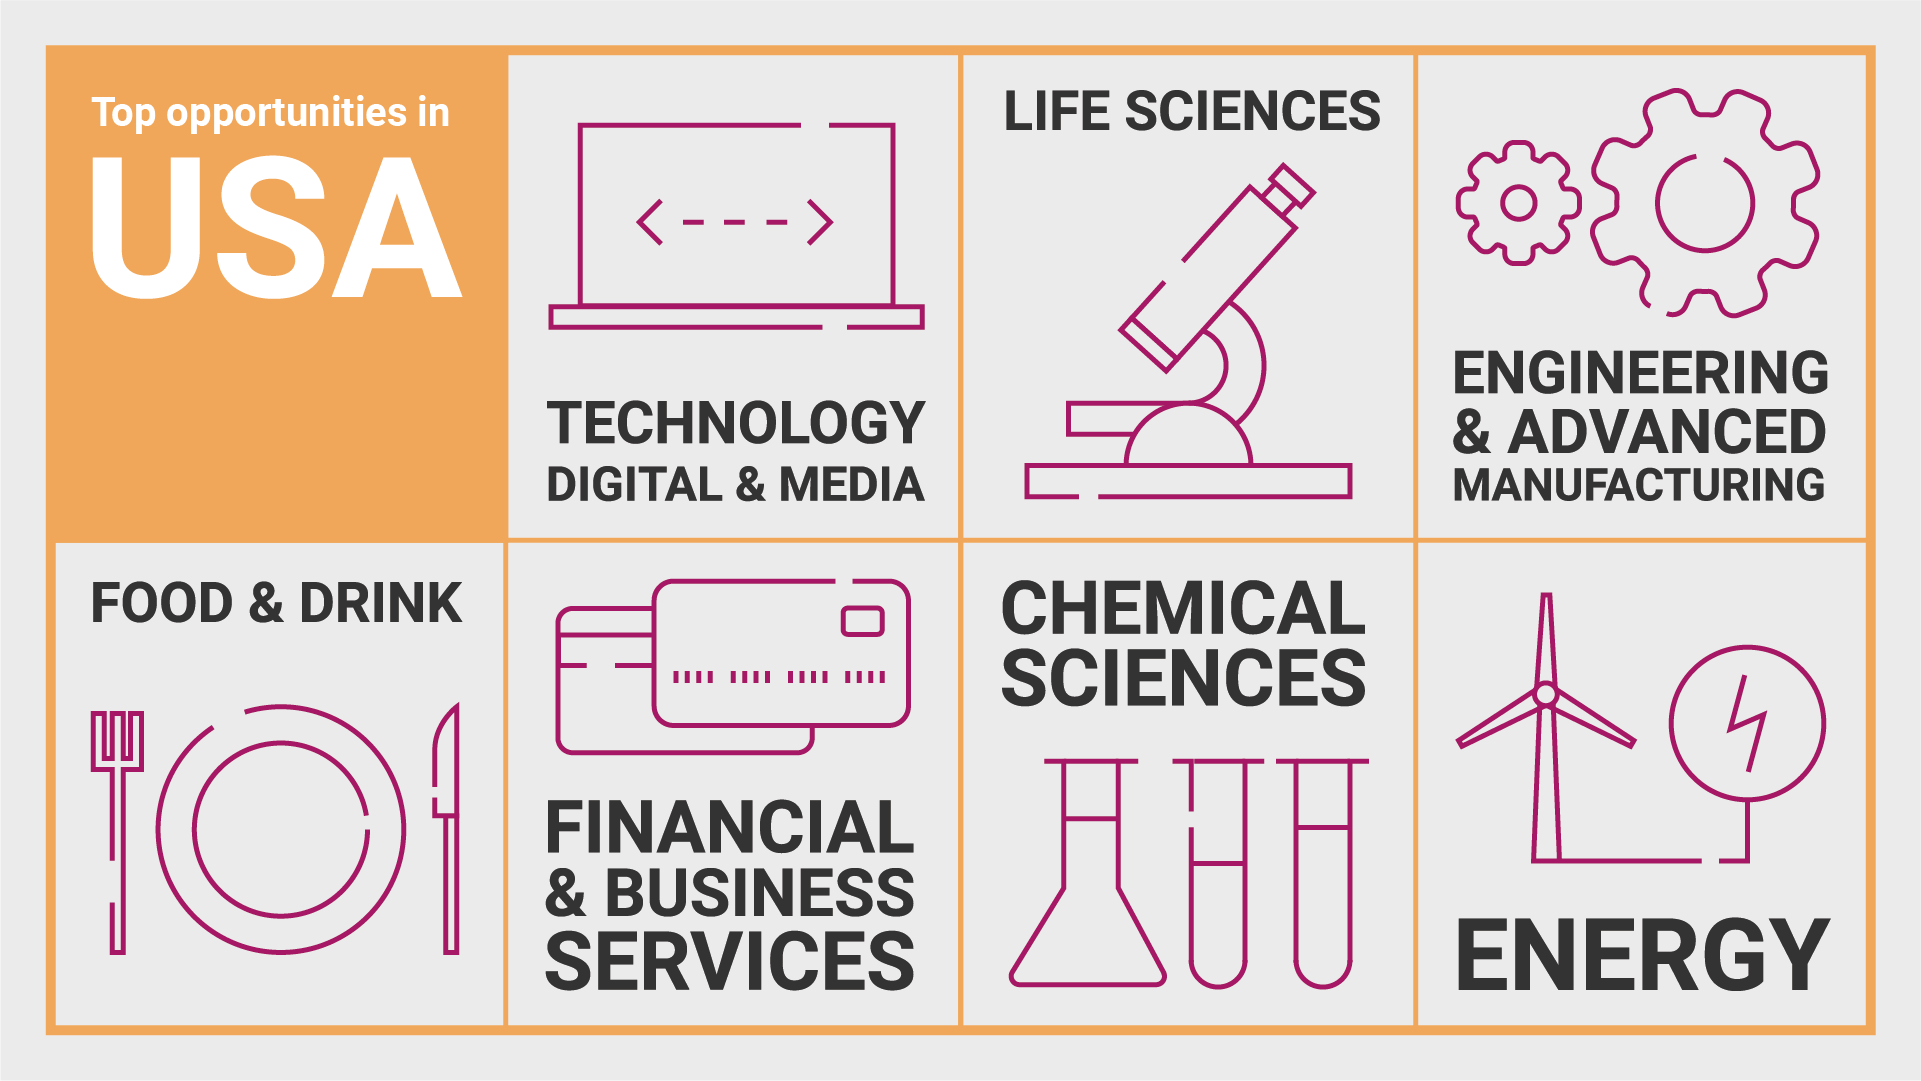 Top opportunities in
USA
TECHNOLOGY
DIGITAL & MEDIA
LIFE SCIENCES
ENGINEERING
& ADVANCED
MANUFACTURING
FOOD & DRINK
FINANCIAL
& BUSINESS
SERVICES
CHEMICAL
SCIENCES
ENERGY